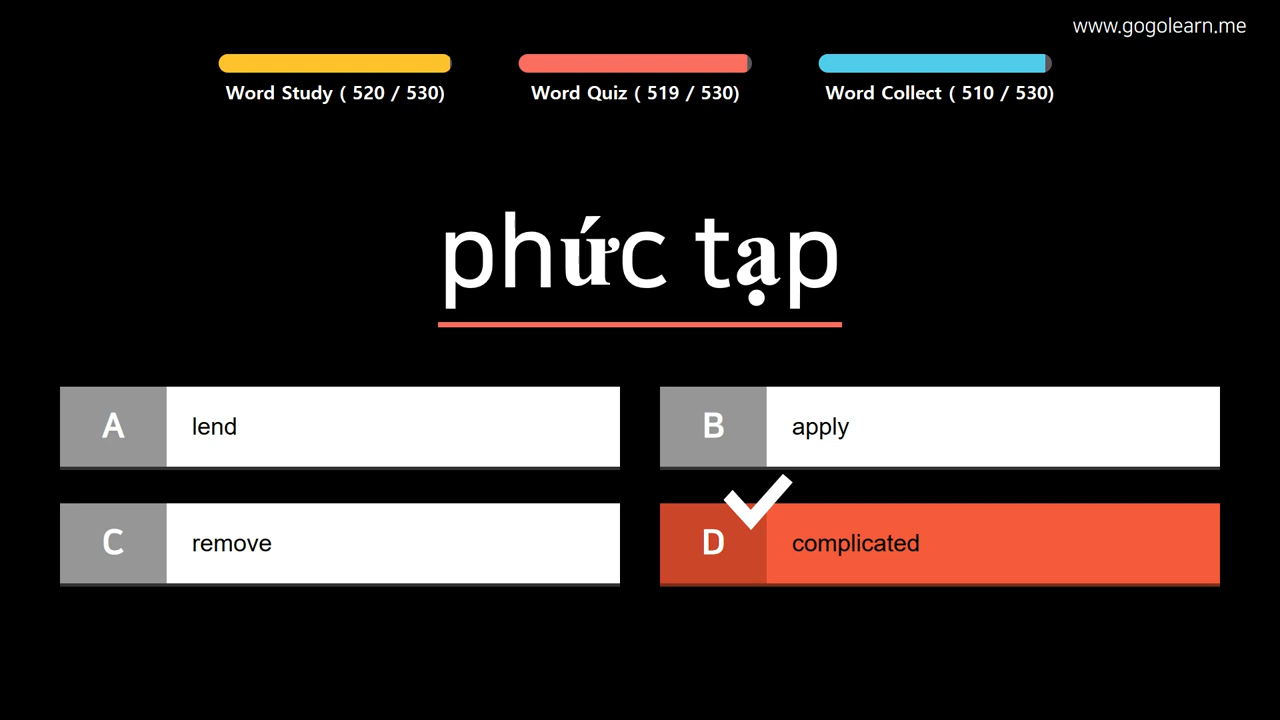 www.gogolearn.me
Word Study ( 520 / 530)
Word Quiz ( 519 / 530)
Word Collect ( 510 / 530)
phức tạp
A lend
B apply
C remove
D complicated